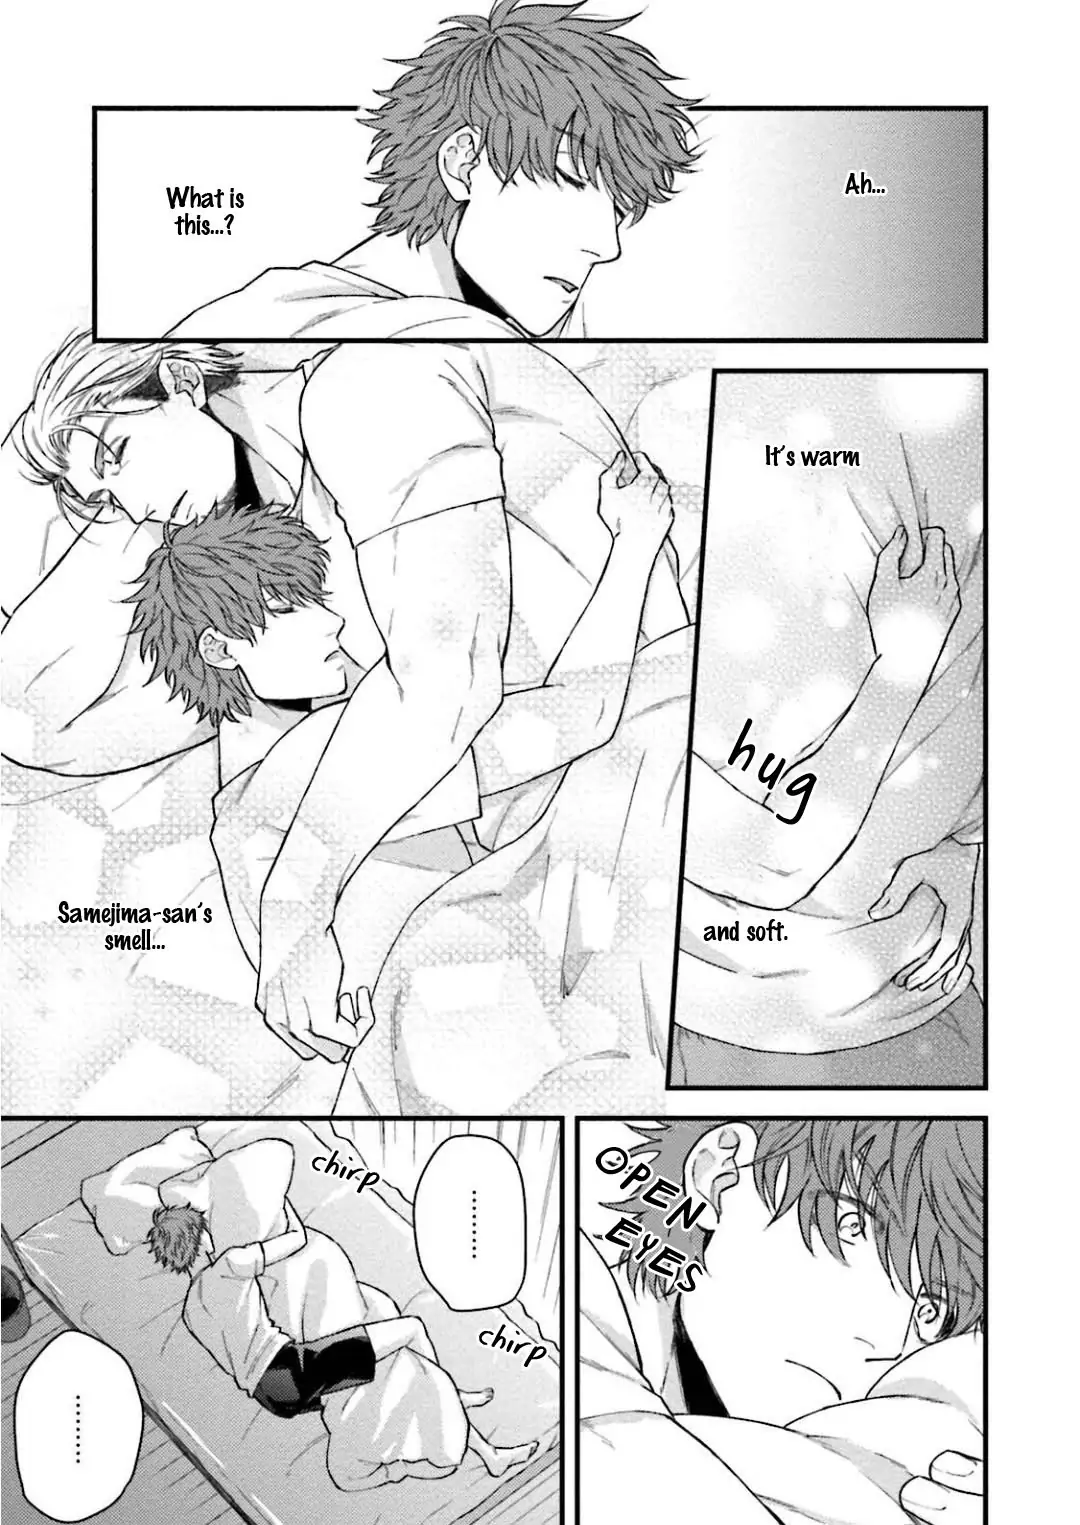 Ah...
What is
this...?
It's warm
hug
and soft.
Samejima-san's
smell...
OPEN
EYES
chirp
.........
chirp
.........